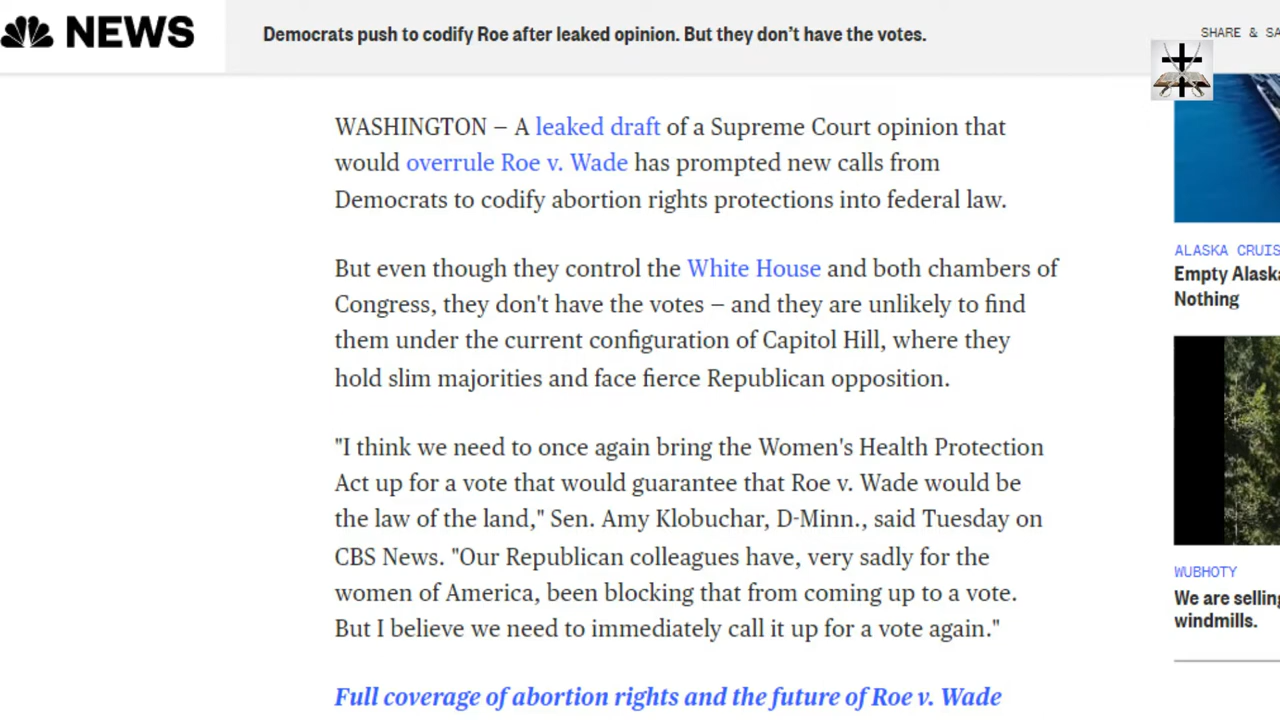 NEWS
Democrats push to codify Roe after leaked opinion. But they don't have the votes.
SHARE & SA
WASHINGTON – A leaked draft of a Supreme Court opinion that
would overrule Roe v. Wade has prompted new calls from
Democrats to codify abortion rights protections into federal law.
But even though they control the White House and both chambers of
Congress, they don't have the votes – and they are unlikely to find
them under the current configuration of Capitol Hill, where they
hold slim majorities and face fierce Republican opposition.
"I think we need to once again bring the Women's Health Protection
Act up for a vote that would guarantee that Roe v. Wade would be
the law of the land," Sen. Amy Klobuchar, D-Minn., said Tuesday on
CBS News. "Our Republican colleagues have, very sadly for the
women of America, been blocking that from coming up to a vote.
But I believe we need to immediately call it up for a vote again."
Full coverage of abortion rights and the future of Roe v. Wade
ALASKA CRUIS
Empty Alaska
Nothing
WUBHOTY
We are selling
windmills.